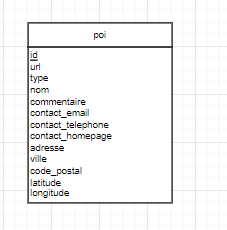 poi
id
url
type
nom
commentaire
contact_email
contact_telephone
contact_homepage
adresse
ville
code_postal
latitude
longitude